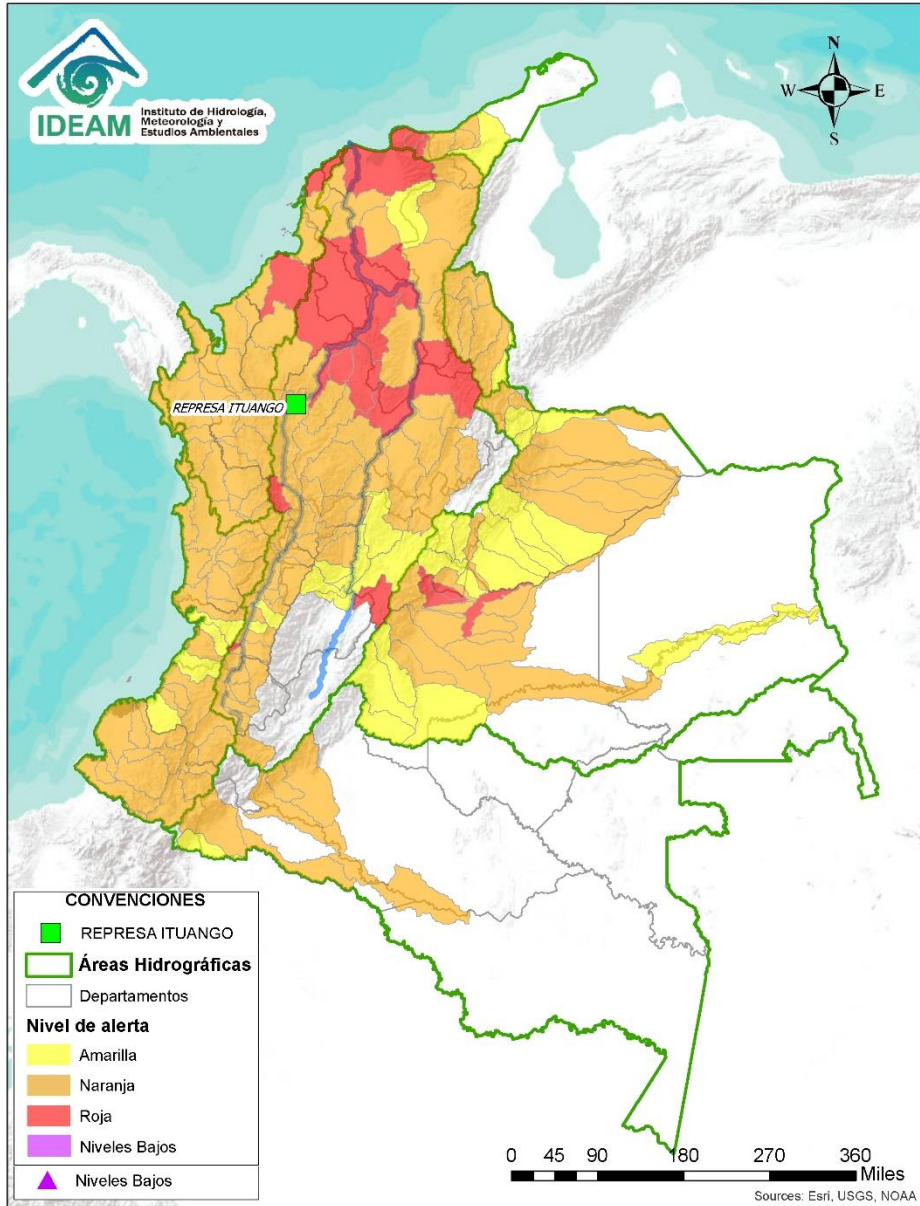 IDEAM
Instituto de Hidrología,
Meteorología y
Estudios Ambientales
N
W
E
S
REPRESA ITUANGO
CONVENCIONES
REPRESA ITUANGO
Áreas Hidrográficas
Departamentos
Nivel de alerta
Amarilla
Naranja
Roja
Niveles Bajos
Niveles Bajos
0 45 90 180 270 360
Miles
Sources: Esri, USGS, NOAA